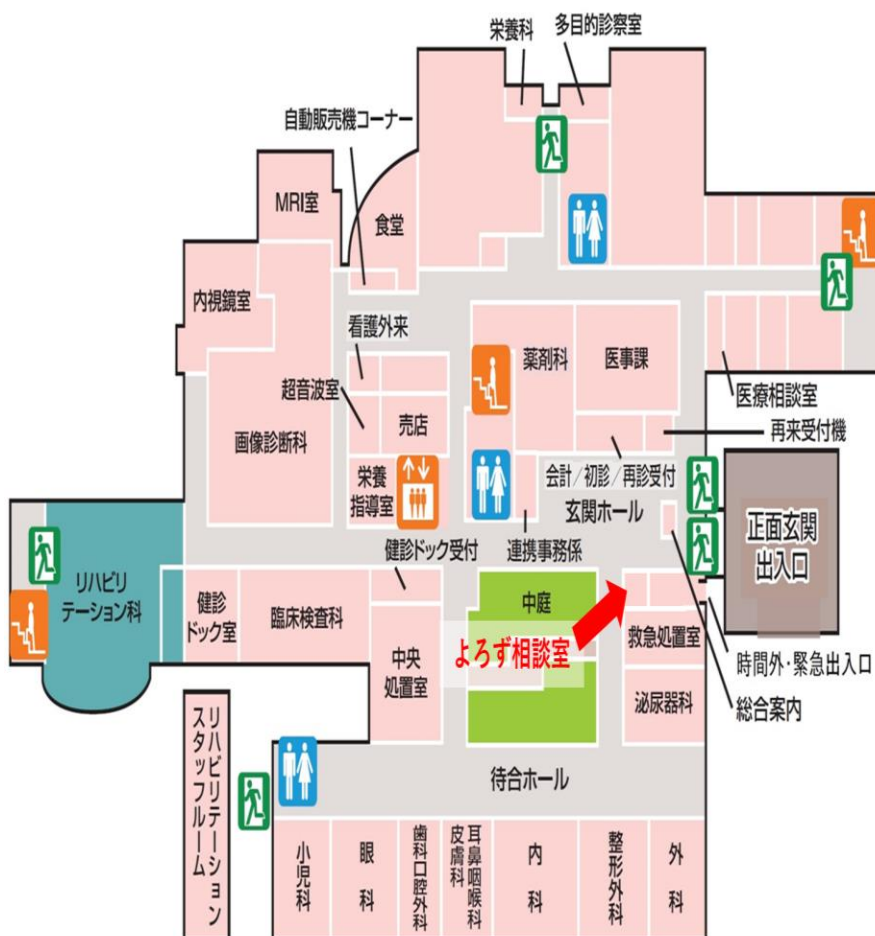 栄養科
多目的診察室
自動販売機コーナー
MRI室
食堂
内視鏡室
看護外来
薬剤科
医事課
超音波室
医療相談室
売店
再来受付機
画像診断科
栄養
指導室
会計/初診/再診受付
玄関ホール
正面玄関
出入口
健診ドック受付
連携事務係
リハビリ
テーション科
健診
ドック室
臨床検査科
中庭
中央
処置室
よろず相談室
救急処置室
時間外・緊急出入口
泌尿器科
総合案内
リハビリテーション
スタッフルーム
待合ホール
小児科
眼科
歯科口腔外科
耳鼻咽喉科
皮膚科
内科
整形外科
外科